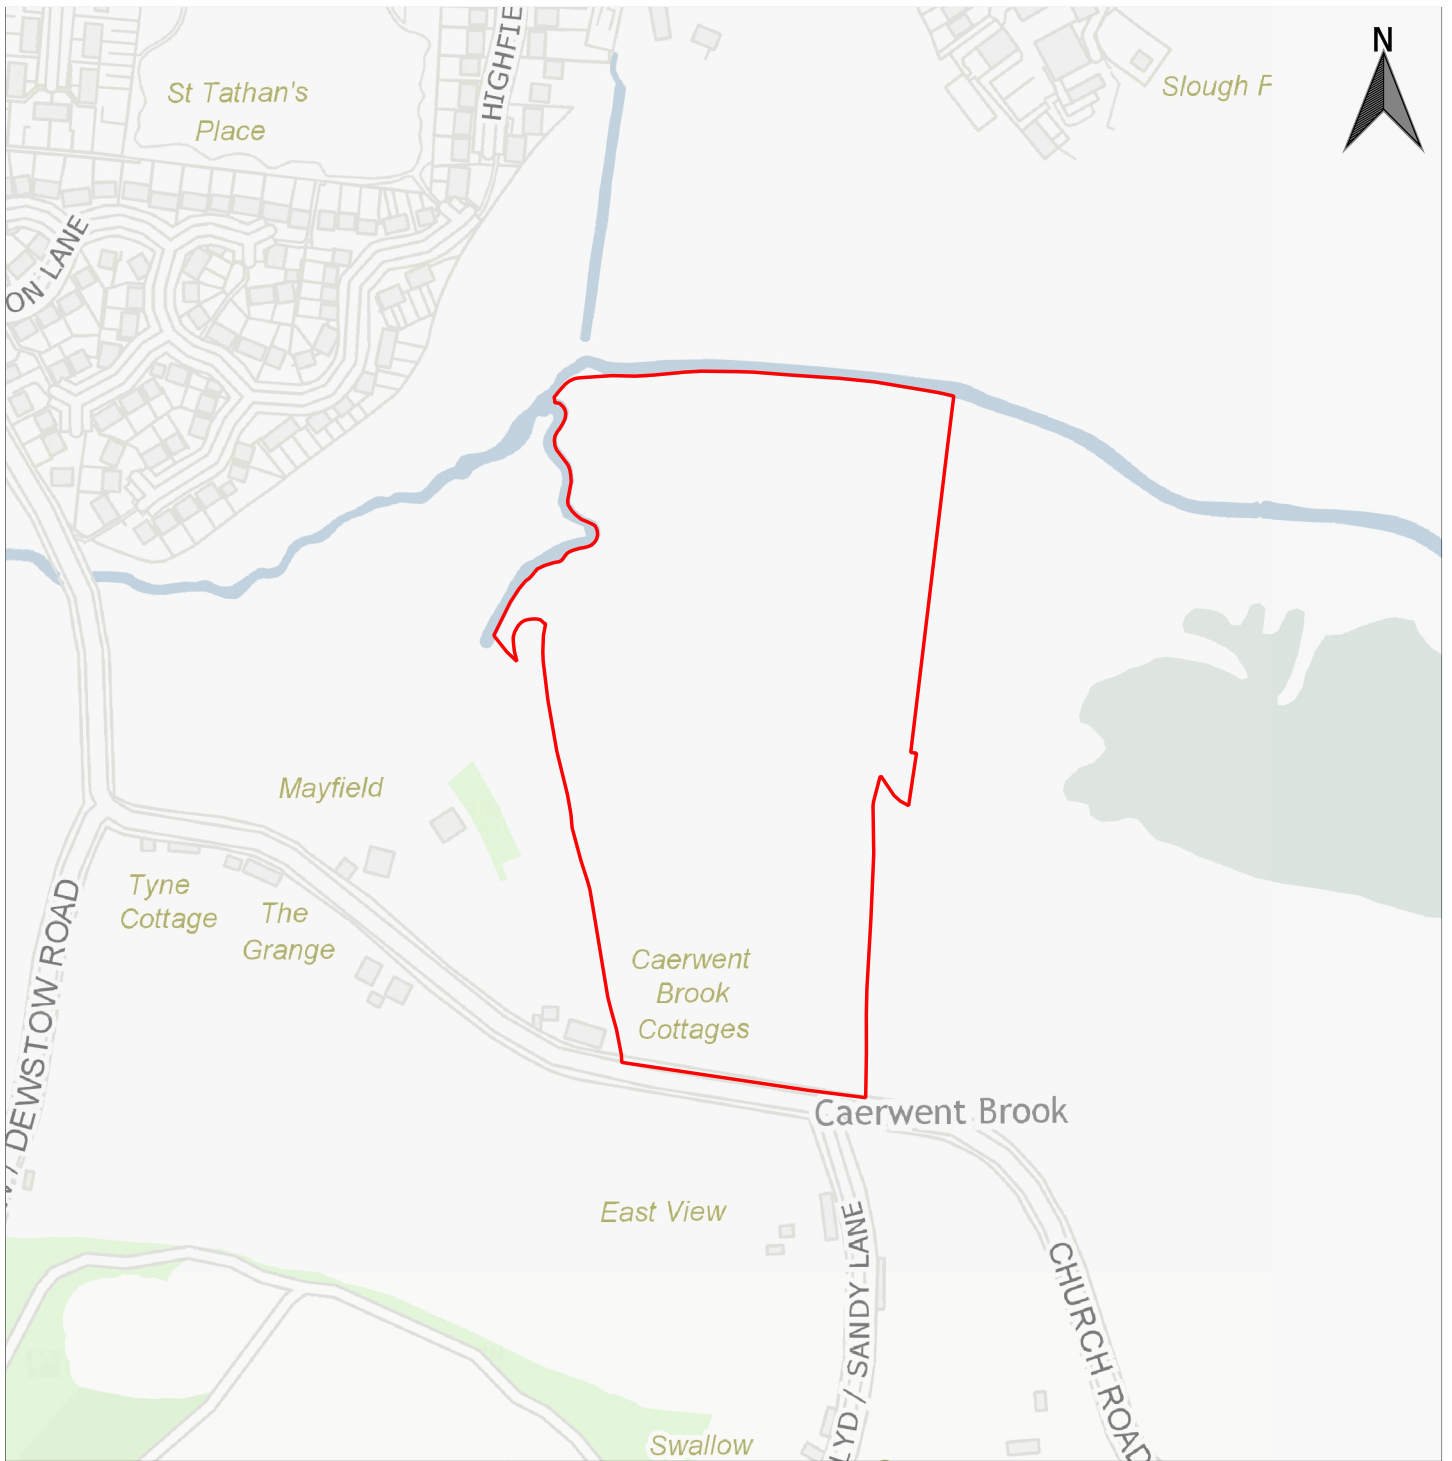 HIGHFIE
N
St Tathan's
Place
Slough F
ON LANE
Mayfield
Tyne
Cottage
The
Grange
DEWSTOW ROAD
Caerwent
Brook
Cottages
Caerwent Brook
East View
LYD / SANDY LANE
CHURCH ROAD
Swallow